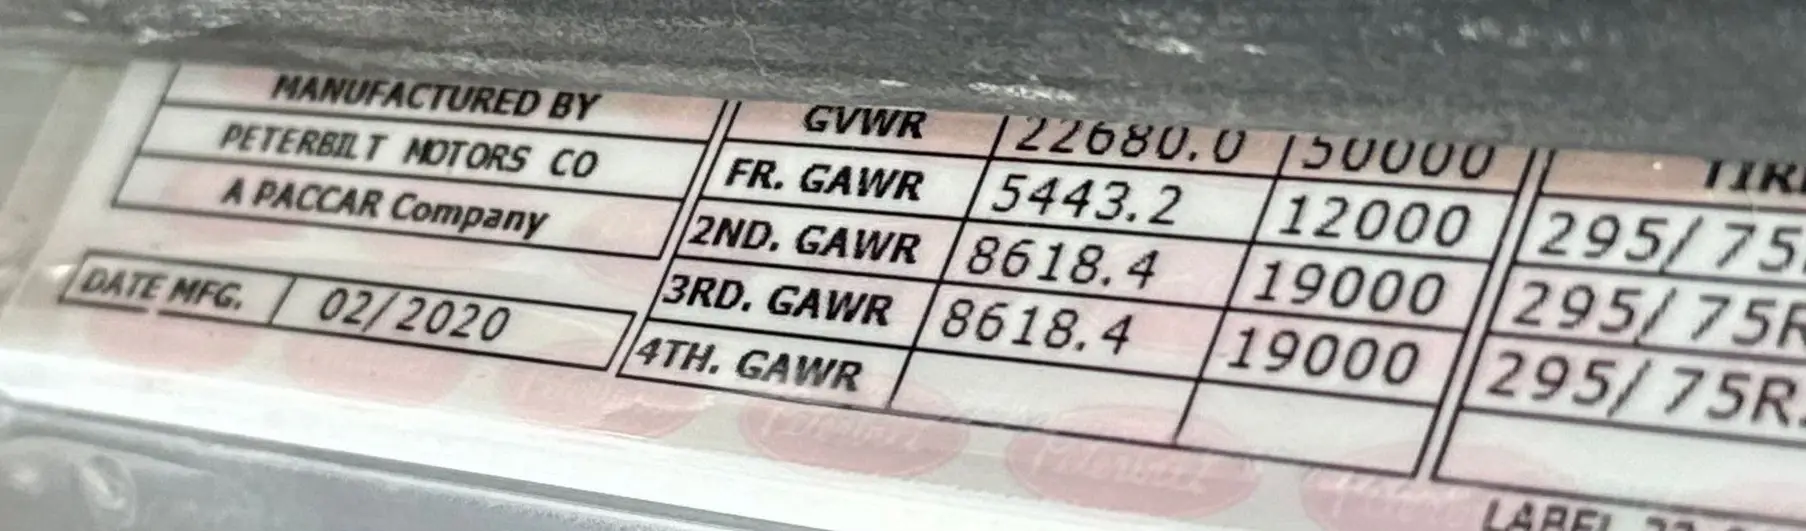 MANUFACTURED BY
PETERBILT MOTORS CO
A PACCAR Company
DATE MFG. 02/2020
GVWR 22680.0 50000
FR. GAWR 5443.2 12000 295/75
2ND. GAWR 8618.4 19000 295/75R
3RD. GAWR 8618.4 19000 295/75R
4TH. GAWR
Peterbilt
LABEL